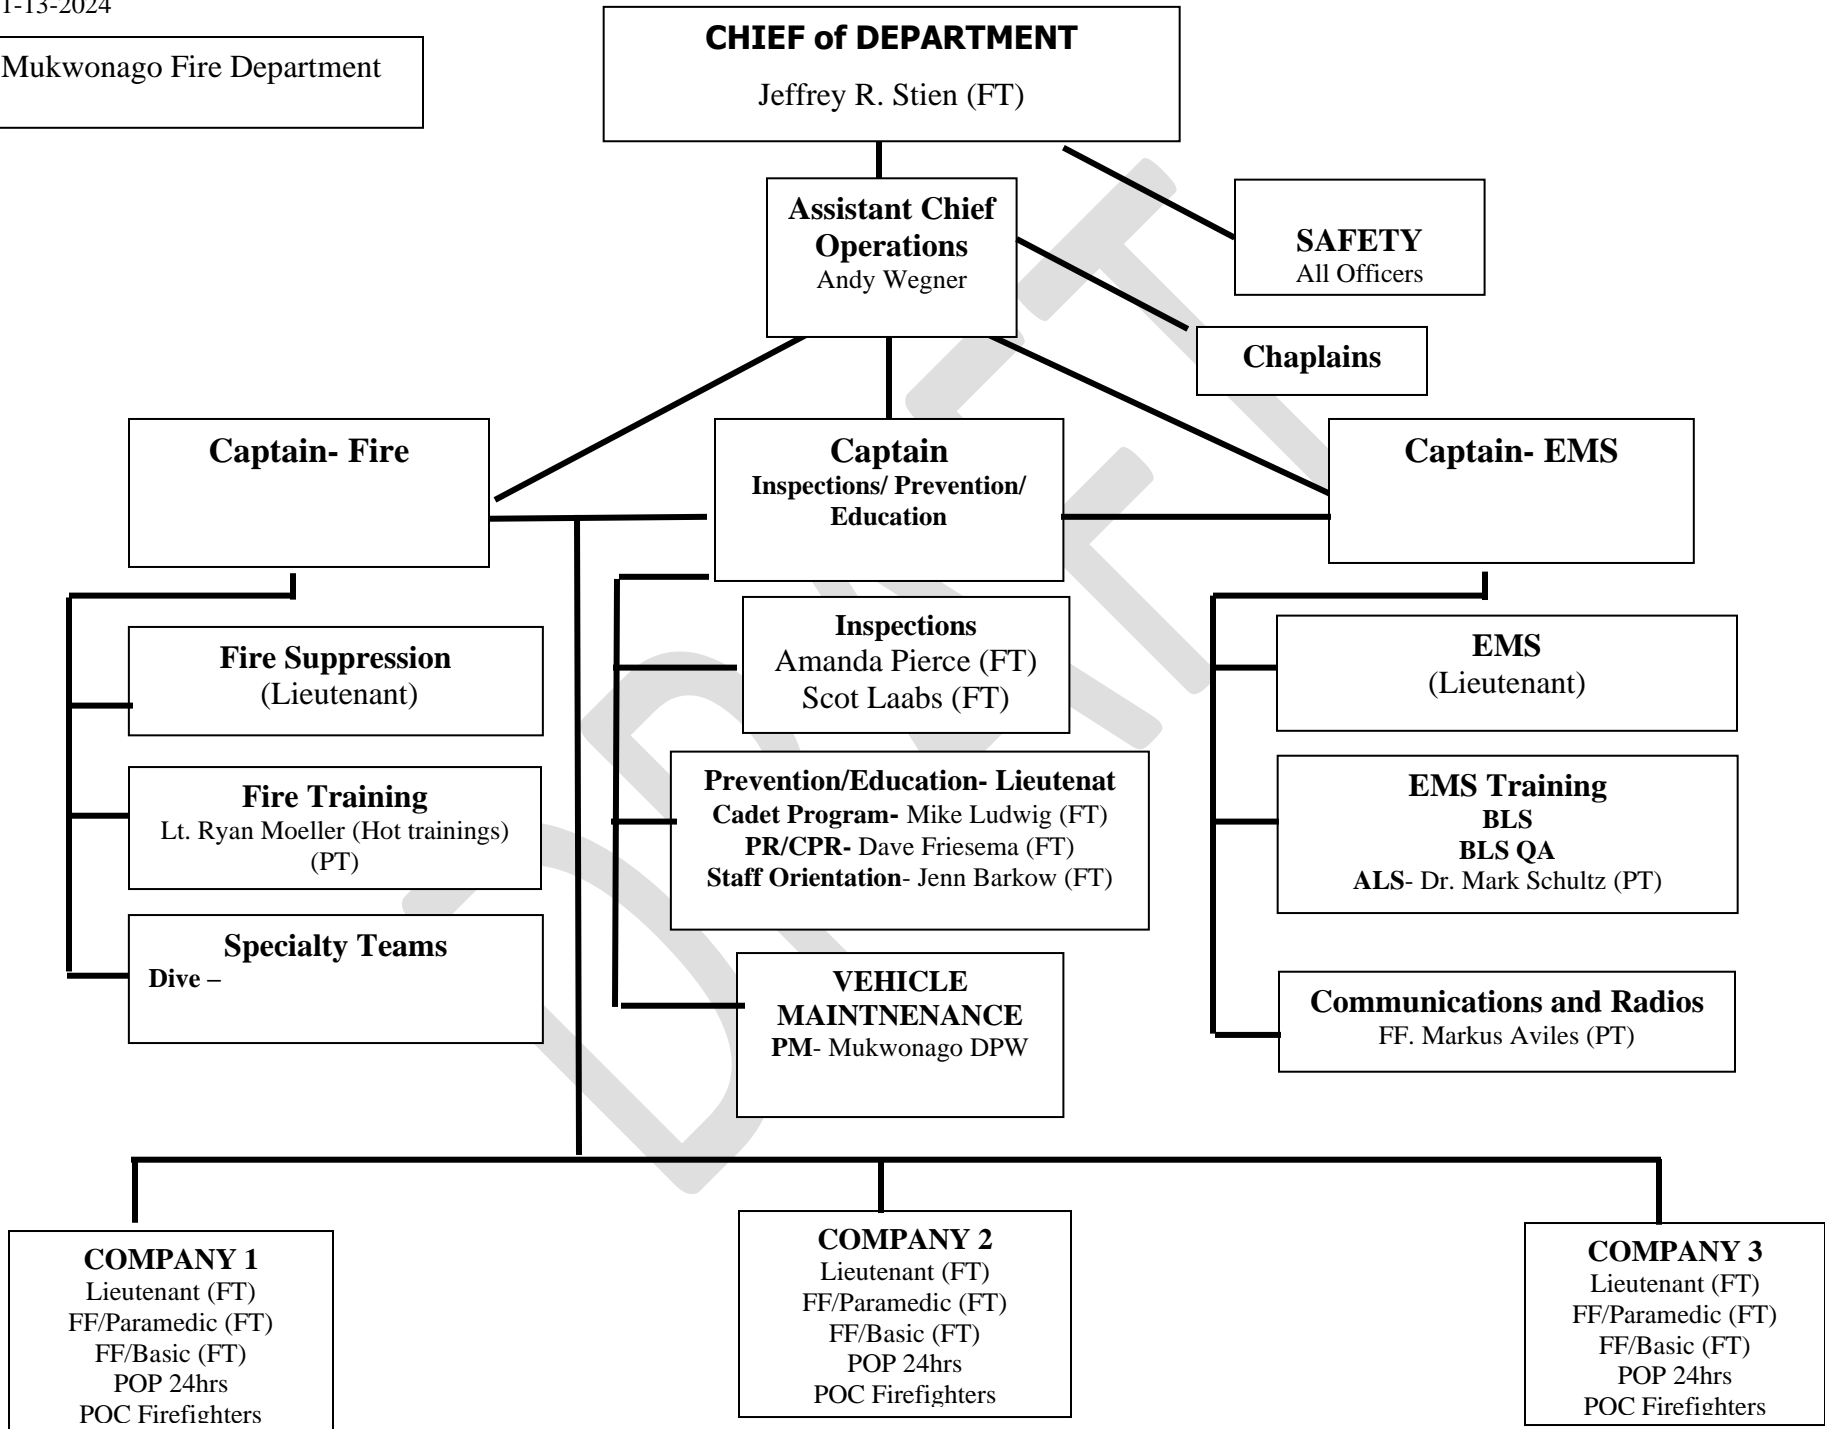 1-13-2024
Mukwonago Fire Department
CHIEF of DEPARTMENT
Jeffrey R. Stien (FT)
Assistant Chief
Operations
Andy Wegner
SAFETY
All Officers
Chaplains
Captain- Fire
Captain
Inspections/ Prevention/
Education
Captain- EMS
Fire Suppression
(Lieutenant)
Fire Training
Lt. Ryan Moeller (Hot trainings)
(PT)
Specialty Teams
Dive –
Inspections
Amanda Pierce (FT)
Scot Laabs (FT)
Prevention/Education- Lieutenat
Cadet Program- Mike Ludwig (FT)
PR/CPR- Dave Friesema (FT)
Staff Orientation- Jenn Barkow (FT)
VEHICLE
MAINTNENANCE
PM- Mukwonago DPW
EMS
(Lieutenant)
EMS Training
BLS
BLS QA
ALS- Dr. Mark Schultz (PT)
Communications and Radios
FF. Markus Aviles (PT)
COMPANY 1
Lieutenant (FT)
FF/Paramedic (FT)
FF/Basic (FT)
POP 24hrs
POC Firefighters
COMPANY 2
Lieutenant (FT)
FF/Paramedic (FT)
FF/Basic (FT)
POP 24hrs
POC Firefighters
COMPANY 3
Lieutenant (FT)
FF/Paramedic (FT)
FF/Basic (FT)
POP 24hrs
POC Firefighters
DRAFT